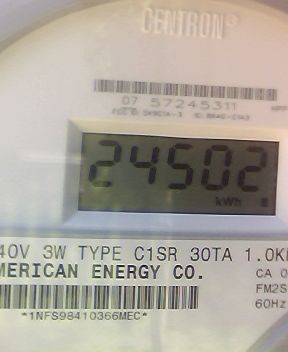 CENTRON®
07 57245311
24502
kWh
40V 3W TYPE C1SR 30TA 1.0K
MERICAN ENERGY CO.
CA 0
FM2S
60Hz
*1NFS98410366MEC*